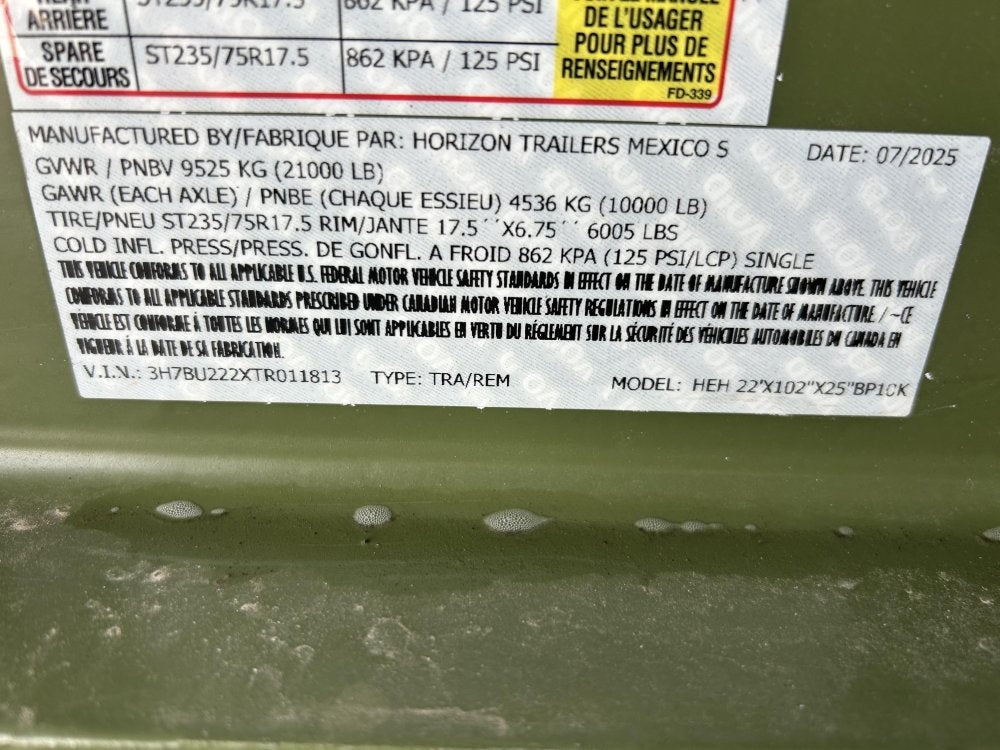 ARRIÈRE
ST235/75R17.5
862 KPA / 125 PSI
DE L'USAGER
POUR PLUS DE
RENSEIGNEMENTS
FD-339
SPARE
DE SECOURS
ST235/75R17.5
862 KPA / 125 PSI
MANUFACTURED BY/FABRIQUE PAR: HORIZON TRAILERS MEXICO S
DATE: 07/2025
GVWR / PNBV 9525 KG (21000 LB)
GAWR (EACH AXLE) / PNBE (CHAQUE ESSIEU) 4536 KG (10000 LB)
TIRE/PNEU ST235/75R17.5 RIM/JANTE 17.5´´X6.75´´ 6005 LBS
COLD INFL. PRESS/PRESS. DE GONFL. A FROID 862 KPA (125 PSI/LCP) SINGLE
THIS VEHICLE CONFORMS TO ALL APPLICABLE U.S. FEDERAL MOTOR VEHICLE SAFETY STANDARDS IN EFFECT ON THE DATE OF MANUFACTURE SHOWN ABOVE. THIS VEHICLE
CONFORMS TO ALL APPLICABLE STANDARDS PRESCRIBED UNDER CANADIAN MOTOR VEHICLE SAFETY REGULATIONS IN EFFECT ON THE DATE OF MANUFACTURE. / ~CE
VÉHICLE EST CONFORME À TOUTES LES NORMES QUI LUI SONT APPLICABLES EN VERTU DU RÉGLEMENT SUR LA SÉCURITÉ DES VÉHICULES AUTOMOBILES DU CANADA EN
VIGUEUR À LA DATE DE SA FABRICATION.
V.I.N.: 3H7BU222XTR011813
TYPE: TRA/REM
MODEL: HEH 22'X102"X25"BP10K